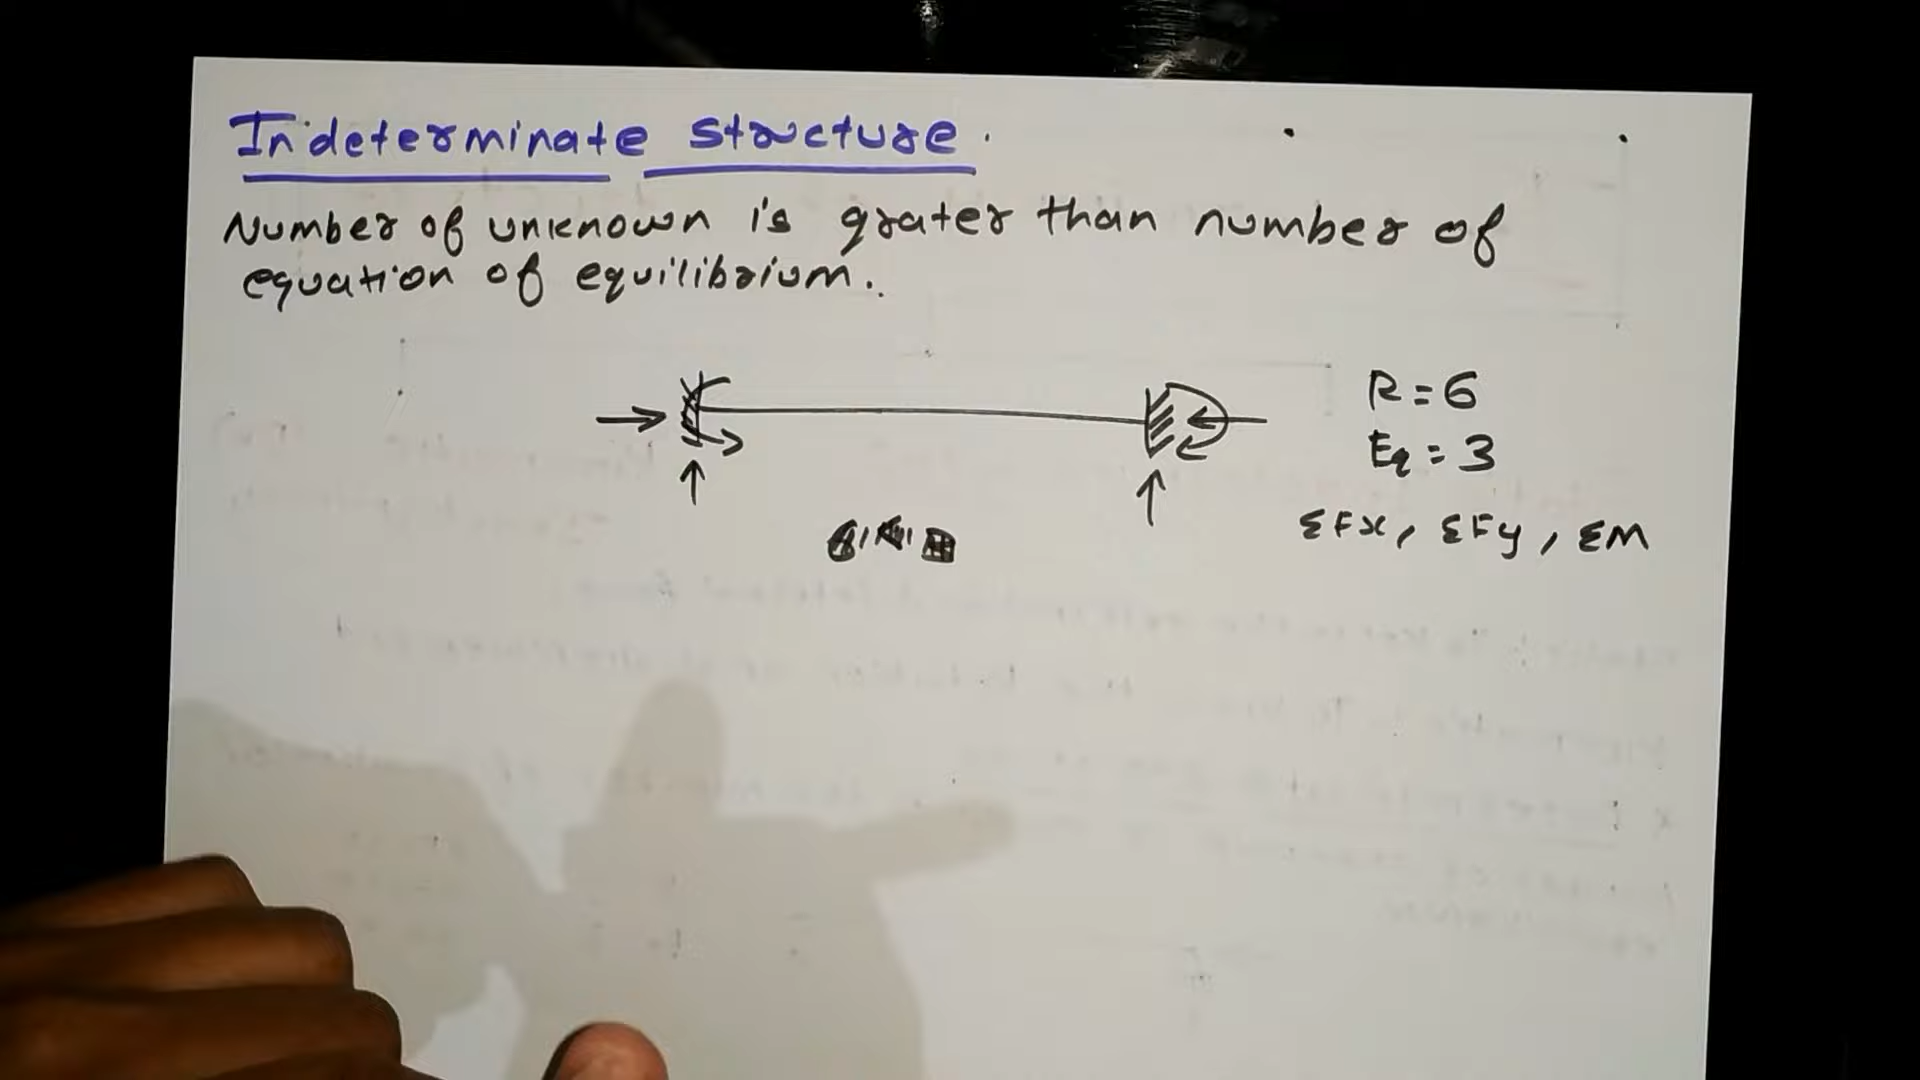 Indeterminate structure.
Number of unknown is grater than number of
equation of equilibrium..
R = 6
Eq = 3
ΣFx, ΣFy, ΣM